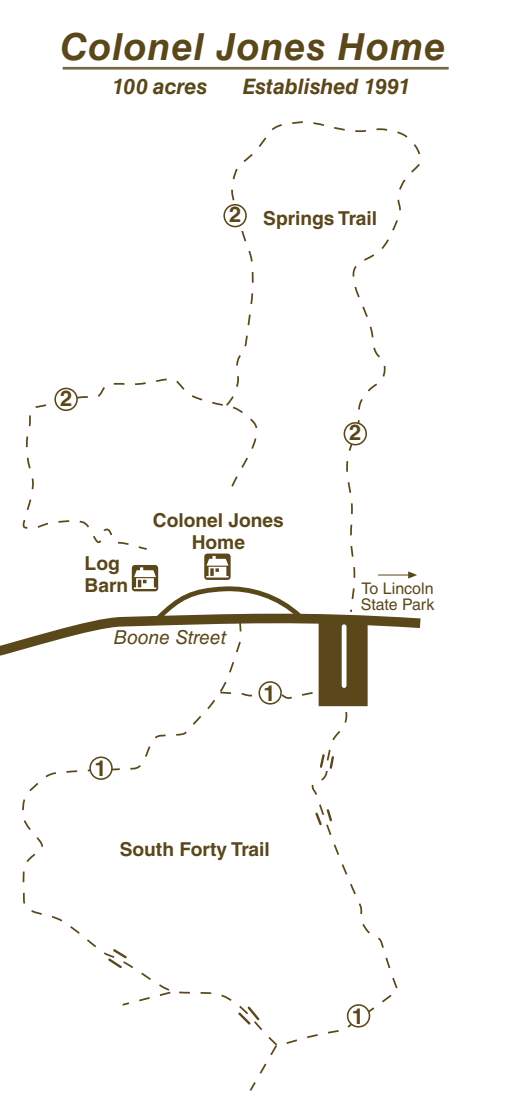 Colonel Jones Home
100 acres Established 1991
2
Springs Trail
2
2
Colonel Jones
Home
Log
Barn
To Lincoln
State Park
Boone Street
1
1
South Forty Trail
1